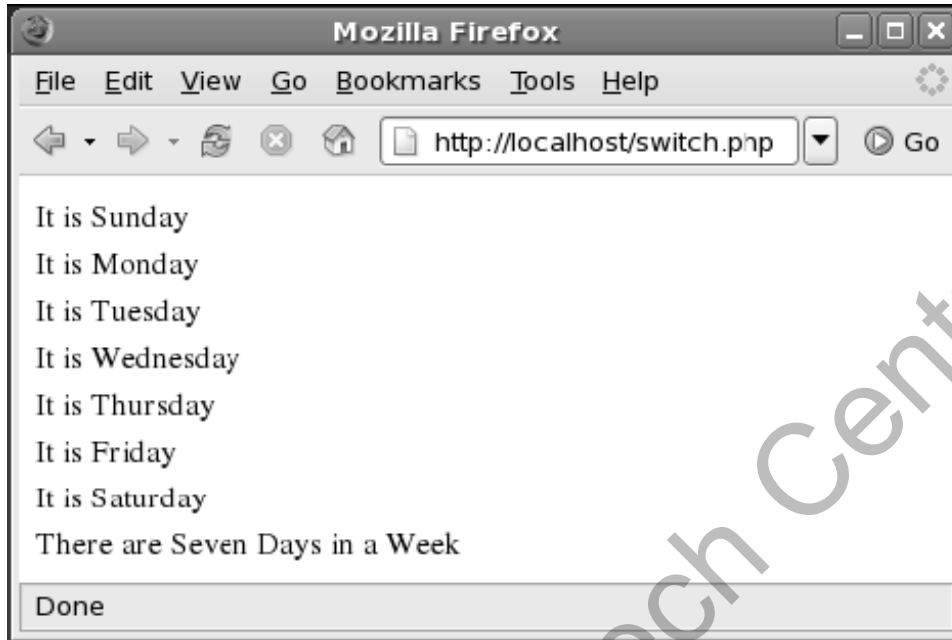 Mozilla Firefox
File Edit View Go Bookmarks Tools Help
http://localhost/switch.php Go
It is Sunday
It is Monday
It is Tuesday
It is Wednesday
It is Thursday
It is Friday
It is Saturday
There are Seven Days in a Week
Done